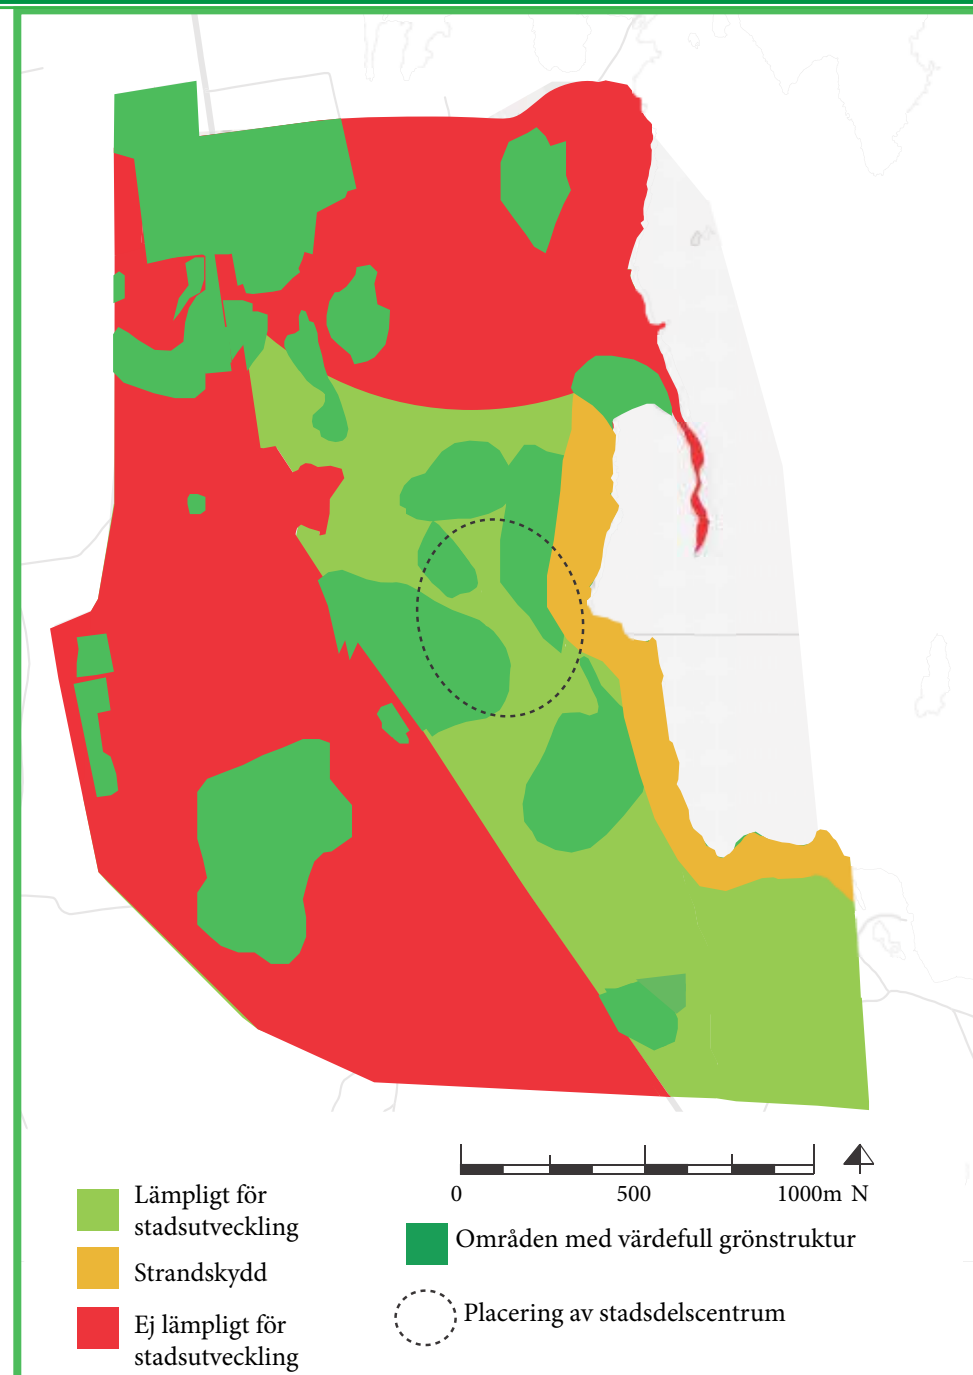 0 500 1000m N
Lämpligt för
stadsutveckling
Strandskydd
Ej lämpligt för
stadsutveckling
Områden med värdefull grönstruktur
Placering av stadsdelscentrum